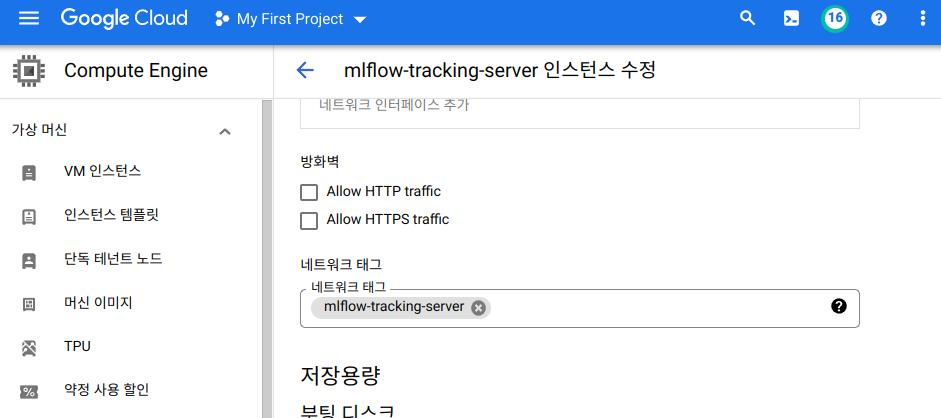 Google Cloud
My First Project
16
Compute Engine
mlflow-tracking-server 인스턴스 수정
가상 머신
VM 인스턴스
인스턴스 템플릿
단독 테넌트 노드
머신 이미지
TPU
약정 사용 할인
네트워크 인터페이스 추가
방화벽
Allow HTTP traffic
Allow HTTPS traffic
네트워크 태그
네트워크 태그
mlflow-tracking-server
저장용량
부팅 디스크